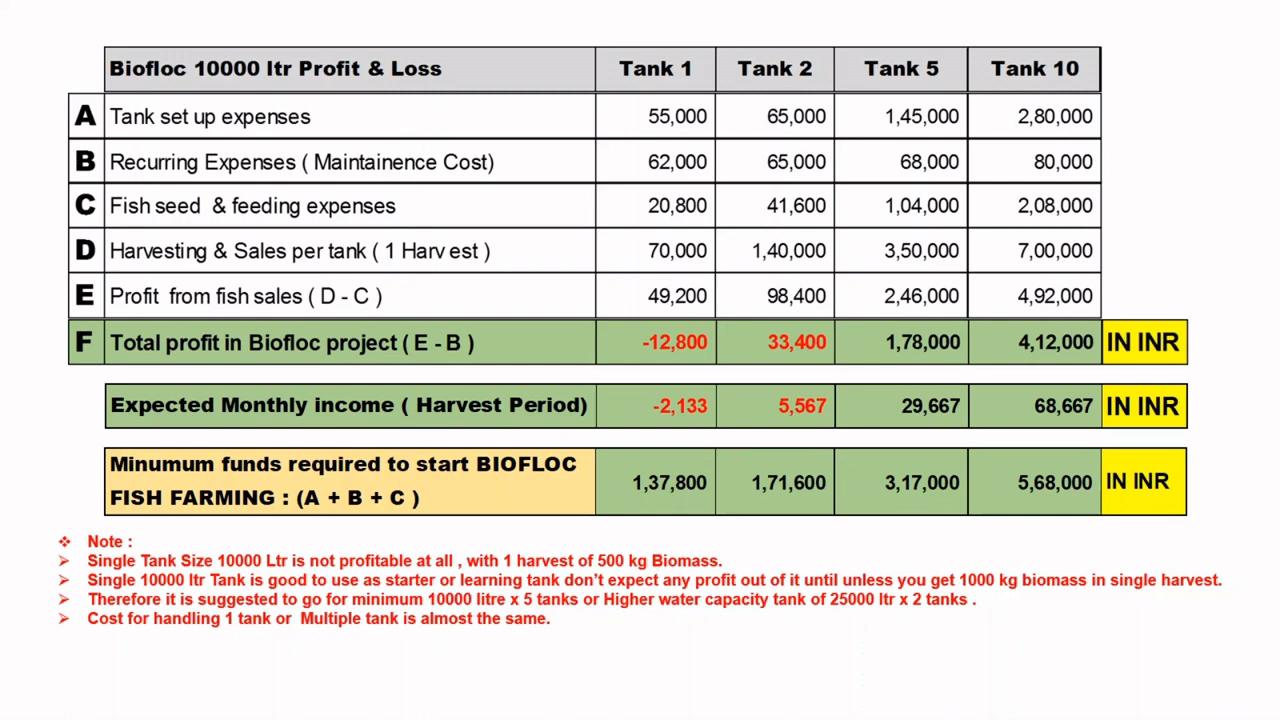 Biofloc 10000 ltr Profit & Loss Tank 1 Tank 2 Tank 5 Tank 10
A Tank set up expenses 55,000 65,000 1,45,000 2,80,000
B Recurring Expenses ( Maintainence Cost) 62,000 65,000 68,000 80,000
C Fish seed & feeding expenses 20,800 41,600 1,04,000 2,08,000
D Harvesting & Sales per tank ( 1 Harv est ) 70,000 1,40,000 3,50,000 7,00,000
E Profit from fish sales ( D - C ) 49,200 98,400 2,46,000 4,92,000
F Total profit in Biofloc project ( E - B ) -12,800 33,400 1,78,000 4,12,000 IN INR
Expected Monthly income ( Harvest Period) -2,133 5,567 29,667 68,667 IN INR
Minumum funds required to start BIOFLOC
FISH FARMING : (A + B + C ) 1,37,800 1,71,600 3,17,000 5,68,000 IN INR
❖ Note :
➢ Single Tank Size 10000 Ltr is not profitable at all , with 1 harvest of 500 kg Biomass.
➢ Single 10000 ltr Tank is good to use as starter or learning tank don't expect any profit out of it until unless you get 1000 kg biomass in single harvest.
➢ Therefore it is suggested to go for minimum 10000 litre x 5 tanks or Higher water capacity tank of 25000 ltr x 2 tanks .
➢ Cost for handling 1 tank or Multiple tank is almost the same.